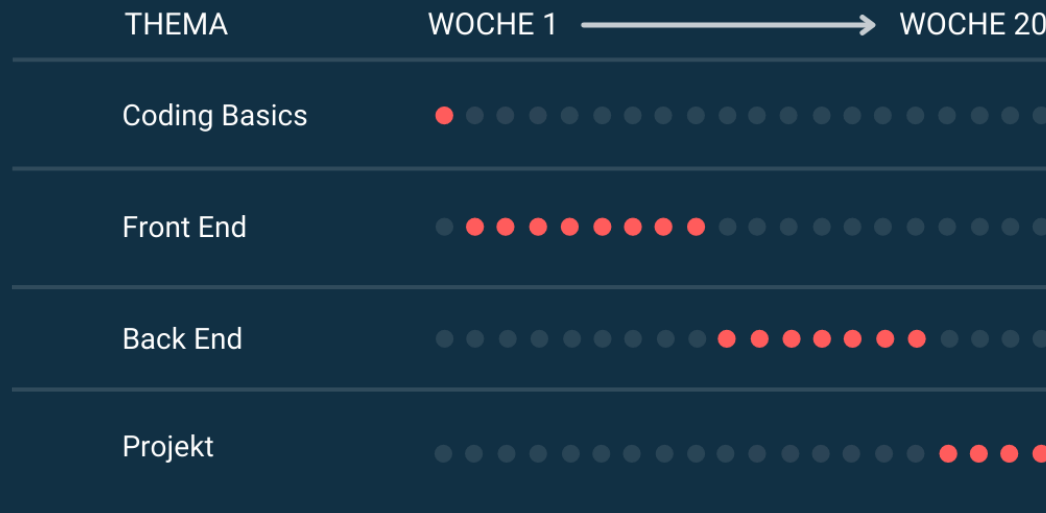 THEMA WOCHE 1 WOCHE 20
Coding Basics
Front End
Back End
Projekt